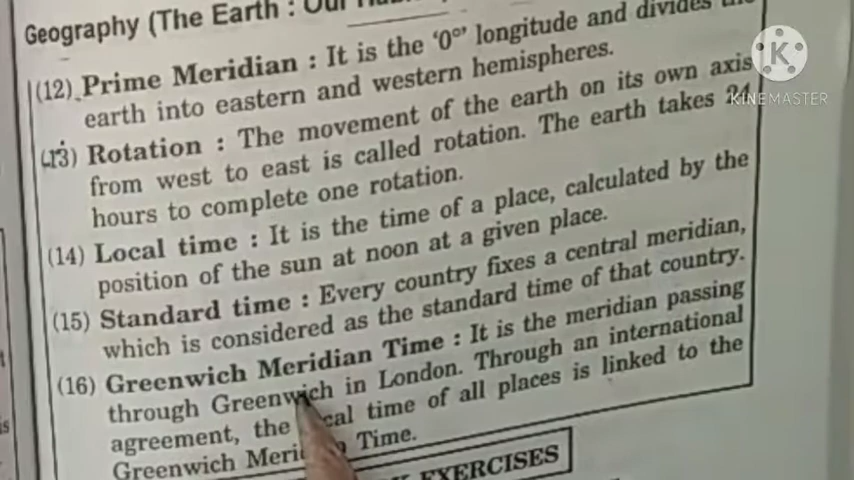 Geography (The Earth : Our
(12) Prime Meridian : It is the '0°' longitude and divides the
earth into eastern and western hemispheres.
(13) Rotation : The movement of the earth on its own axis
from west to east is called rotation. The earth takes 24
hours to complete one rotation.
(14) Local time : It is the time of a place, calculated by the
position of the sun at noon at a given place.
(15) Standard time : Every country fixes a central meridian,
which is considered as the standard time of that country.
(16) Greenwich Meridian Time : It is the meridian passing
through Greenwich in London. Through an international
agreement, the local time of all places is linked to the
Greenwich Meridian Time.
EXERCISES
K
KINEMASTER